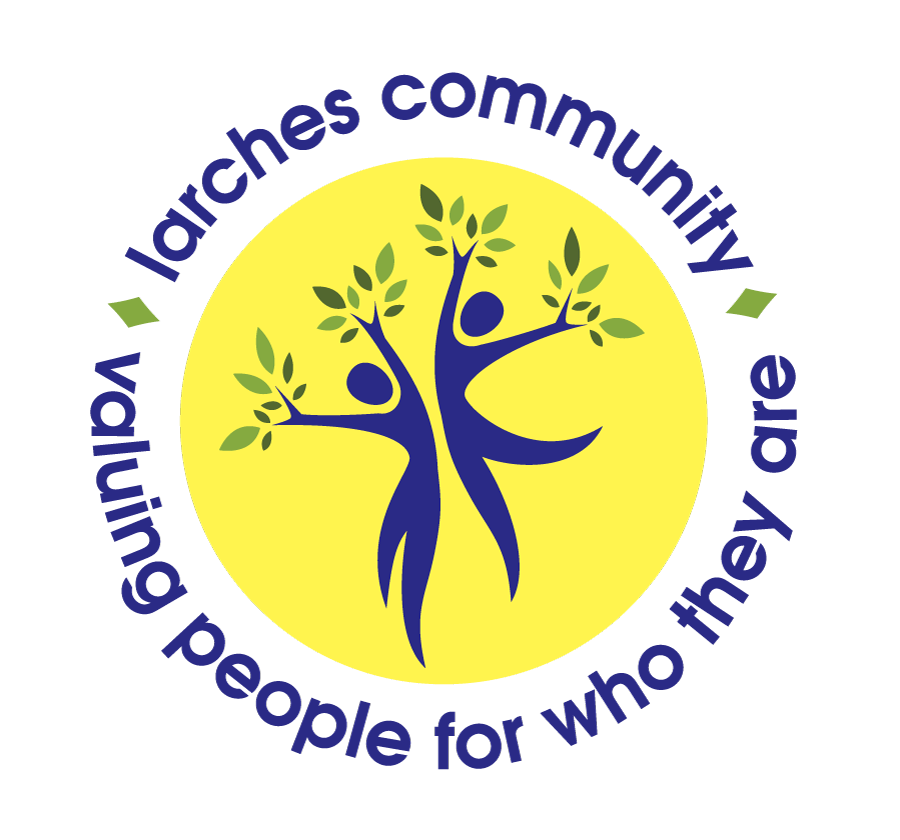 larches community
valuing people for who they are